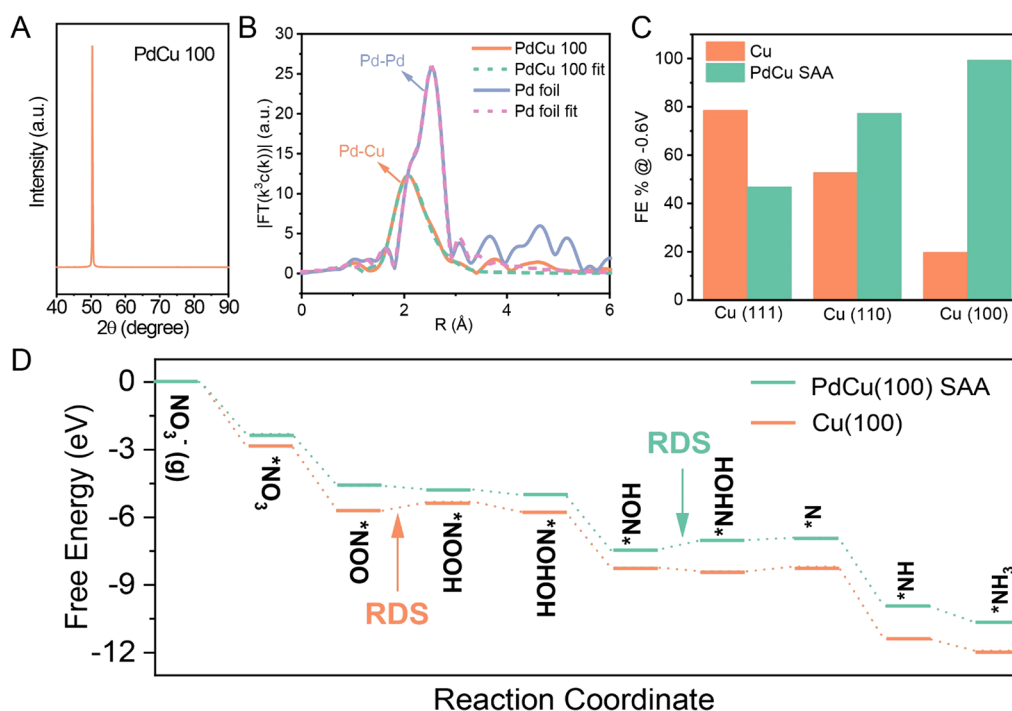 A
PdCu 100
Intensity (a.u.)
40 50 60 70 80 90
2θ (degree)
B
30
25
20
15
10
5
0
|FT(k³c(k))| (a.u.)
Pd-Pd
Pd-Cu
PdCu 100
PdCu 100 fit
Pd foil
Pd foil fit
0 1 2 3 4 5 6
R (Å)
C
Cu
PdCu SAA
100
80
60
40
20
0
FE % @ -0.6V
Cu (111) Cu (110) Cu (100)
D
0
-3
-6
-9
-12
Free Energy (eV)
PdCu(100) SAA
Cu(100)
NO₃⁻ (g)
*NO₃
*NOO
*NOOH
*NOHOH
*NOH
*NHOH
*N
*NH
*NH₃
RDS
RDS
Reaction Coordinate